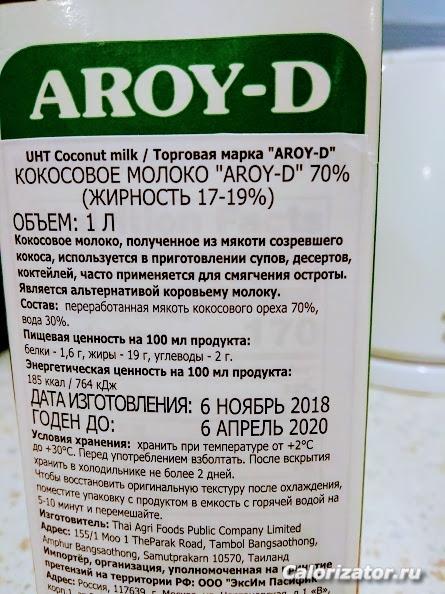 AROY-D
UHT Coconut milk / Торговая марка "AROY-D"
КОКОСОВОЕ МОЛОКО "AROY-D" 70%
(ЖИРНОСТЬ 17-19%)
ОБЪЕМ: 1 Л
Кокосовое молоко, полученное из мякоти созревшего
кокоса, используется в приготовлении супов, десертов,
коктейлей, часто применяется для смягчения остроты.
Является альтернативой коровьему молоку.
Состав: переработанная мякоть кокосового ореха 70%,
вода 30%.
Пищевая ценность на 100 мл продукта:
белки - 1,6 г, жиры - 19 г, углеводы - 2 г.
Энергетическая ценность на 100 мл продукта:
185 ккал / 764 кДж
ДАТА ИЗГОТОВЛЕНИЯ: 6 НОЯБРЬ 2018
ГОДЕН ДО: 6 АПРЕЛЬ 2020
Условия хранения: хранить при температуре от +2°C
до +30°C. Перед употреблением взболтать. После вскрытия
хранить в холодильнике не более 2 дней.
Чтобы восстановить оригинальную текстуру после охлаждения,
поместите упаковку с продуктом в емкость с горячей водой на
5-10 минут и перемешайте.
Изготовитель: Thai Agri Foods Public Company Limited
Адрес: 155/1 Moo 1 TheParak Road, Tambol Bangsaothong,
Amphur Bangsaothong, Samutprakarn 10570, Таиланд
Импортёр, организация, уполномоченная на принятие
претензий на территории РФ: ООО "ЭксИм Пасифик"
Адрес: Россия, 117639, г. Москва,
Calorizator.ru